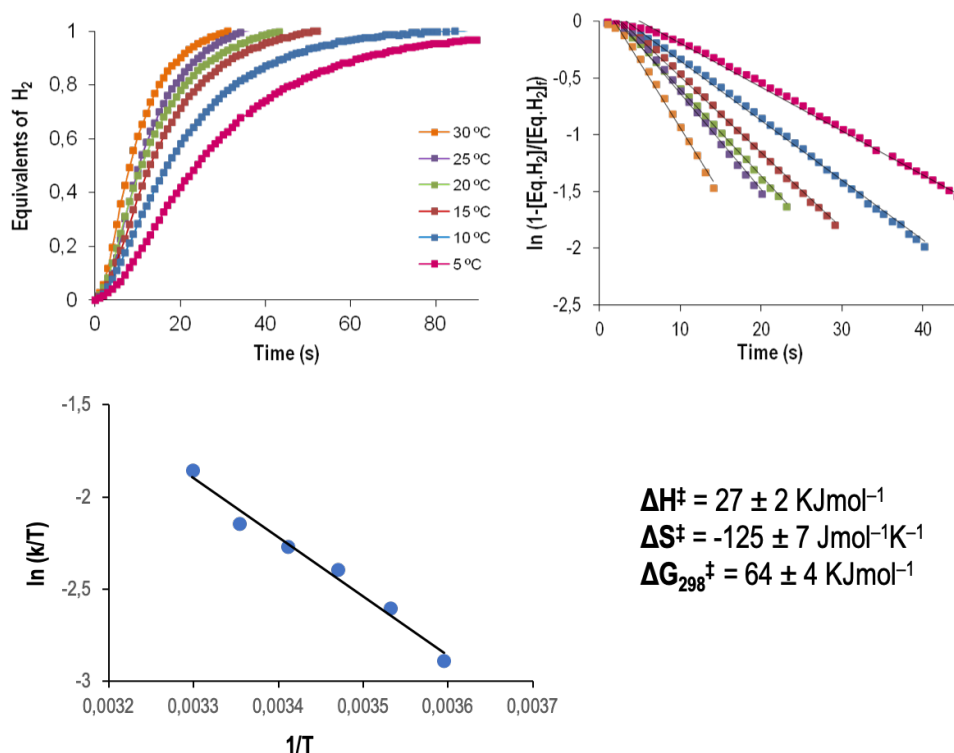 Equivalents of H₂
1
0,8
0,6
0,4
0,2
0
0 20 40 60 80
Time (s)
30 ºC
25 ºC
20 ºC
15 ºC
10 ºC
5 ºC
ln (1-[Eq.H₂]/[Eq.H₂]f)
0
-0,5
-1
-1,5
-2
-2,5
0 10 20 30 40
Time (s)
ln (k/T)
-1,5
-2
-2,5
-3
0,0032 0,0033 0,0034 0,0035 0,0036 0,0037
1/T
ΔH‡ = 27 ± 2 KJmol⁻¹
ΔS‡ = -125 ± 7 Jmol⁻¹K⁻¹
ΔG₂₉₈‡ = 64 ± 4 KJmol⁻¹